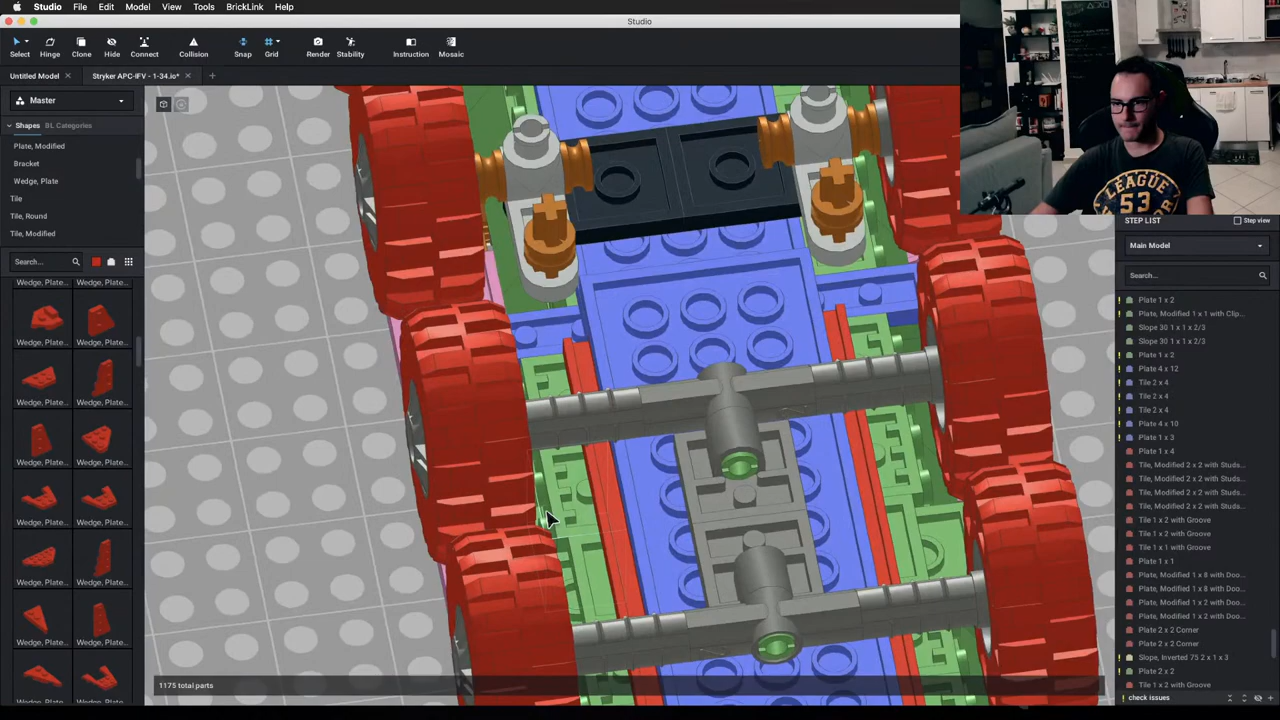 Studio File Edit View Model Tools BrickLink Help
Studio
Select Hinge Clone Hide Connect Collision Snap Grid Render Stability Instruction Mosaic
Untitled Model Stryker APC-IFV - 1-34.io*
Master
Shapes BL Categories
Plate, Modified
Bracket
Wedge, Plate
Tile
Tile, Round
Tile, Modified
Search...
Wedge, Plate... Wedge, Plate...
Wedge, Plate... Wedge, Plate...
Wedge, Plate... Wedge, Plate...
Wedge, Plate... Wedge, Plate...
Wedge, Plate... Wedge, Plate...
Wedge, Plate... Wedge, Plate...
Wedge, Plate... Wedge, Plate...
Wedge, Plate... Wedge, Plate...
1175 total parts
LEAGUE
53
STEP LIST Step view
Main Model
Search...
Plate 1 x 2
Plate, Modified 1 x 1 with Clip...
Slope 30 1 x 1 x 2/3
Slope 30 1 x 1 x 2/3
Plate 1 x 2
Plate 4 x 12
Tile 2 x 4
Tile 2 x 4
Tile 2 x 4
Plate 4 x 10
Plate 1 x 3
Plate 1 x 4
Tile, Modified 2 x 2 with Studs...
Tile, Modified 2 x 2 with Studs...
Tile, Modified 2 x 2 with Studs...
Tile, Modified 2 x 2 with Studs...
Tile 1 x 2 with Groove
Tile 1 x 2 with Groove
Tile 1 x 1 with Groove
Plate 1 x 1
Plate, Modified 1 x 8 with Doo...
Plate, Modified 1 x 8 with Doo...
Plate, Modified 1 x 2 with Doo...
Plate, Modified 1 x 2 with Doo...
Plate 2 x 2 Corner
Plate 2 x 2 Corner
Slope, Inverted 75 2 x 1 x 3
Plate 2 x 2
Tile 1 x 2 with Groove
check issues